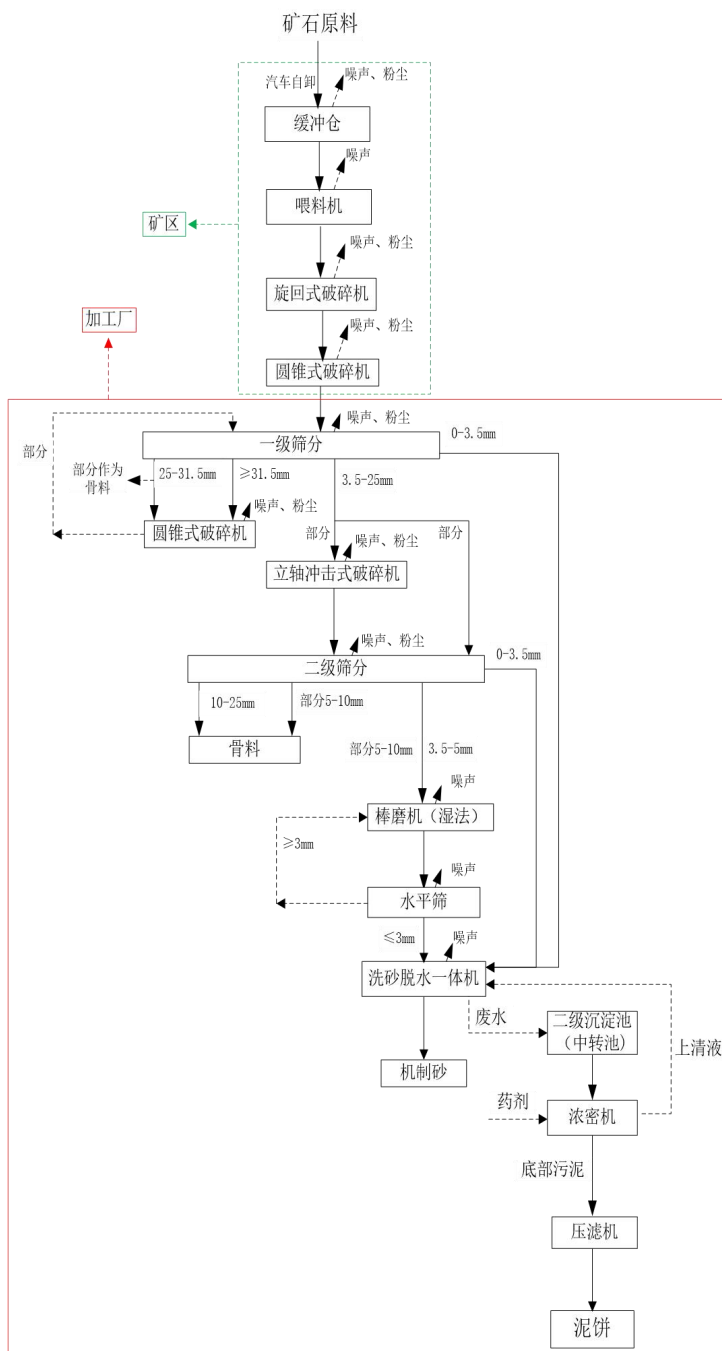 矿石原料
汽车自卸
噪声、粉尘
缓冲仓
噪声
喂料机
矿区
噪声、粉尘
旋回式破碎机
加工厂
噪声、粉尘
圆锥式破碎机
噪声、粉尘
0-3.5mm
一级筛分
部分
部分作为
骨料
25-31.5mm
≥31.5mm
3.5-25mm
噪声、粉尘
圆锥式破碎机
部分
部分
噪声、粉尘
立轴冲击式破碎机
噪声、粉尘
0-3.5mm
二级筛分
10-25mm
部分5-10mm
骨料
部分5-10mm
3.5-5mm
噪声
棒磨机（湿法）
≥3mm
噪声
水平筛
≤3mm
噪声
洗砂脱水一体机
废水
二级沉淀池
（中转池）
上清液
机制砂
药剂
浓密机
底部污泥
压滤机
泥饼